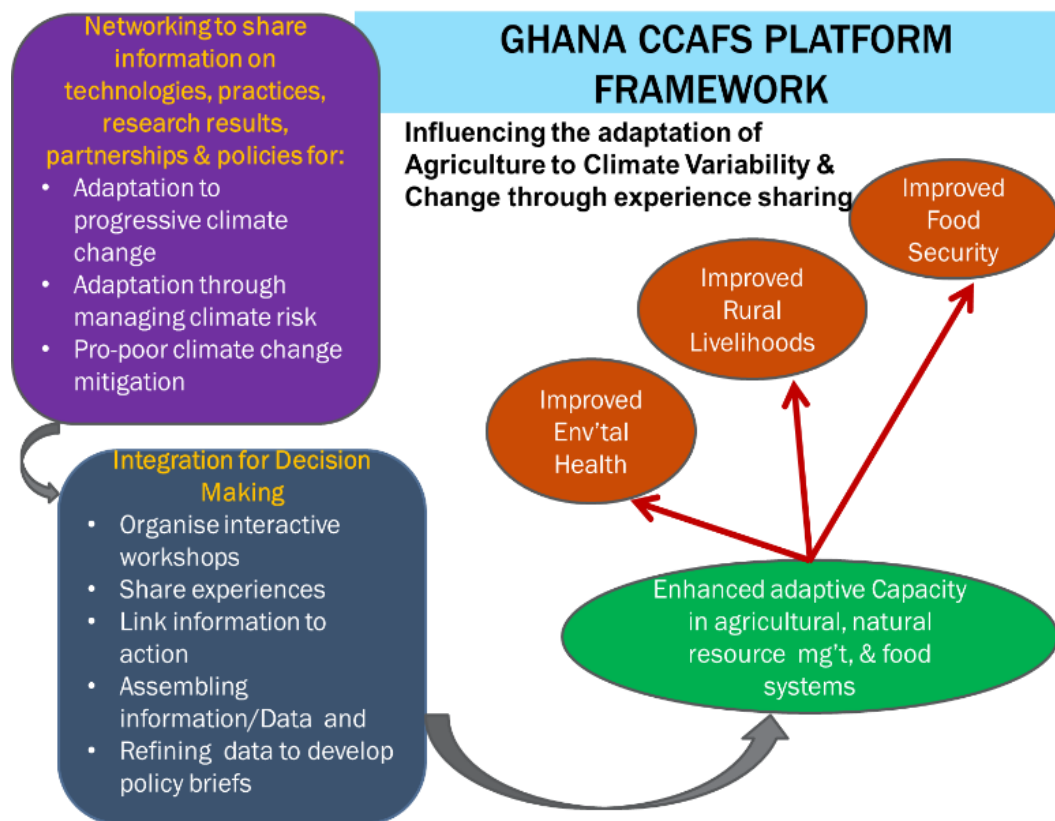 Networking to share
information on
technologies, practices,
research results,
partnerships & policies for:
• Adaptation to
progressive climate
change
• Adaptation through
managing climate risk
• Pro-poor climate change
mitigation
GHANA CCAFS PLATFORM
FRAMEWORK
Influencing the adaptation of
Agriculture to Climate Variability &
Change through experience sharing
Improved
Food
Security
Improved
Rural
Livelihoods
Improved
Env'tal
Health
Integration for Decision
Making
• Organise interactive
workshops
• Share experiences
• Link information to
action
• Assembling
information/Data and
• Refining data to develop
policy briefs
Enhanced adaptive Capacity
in agricultural, natural
resource mg't, & food
systems